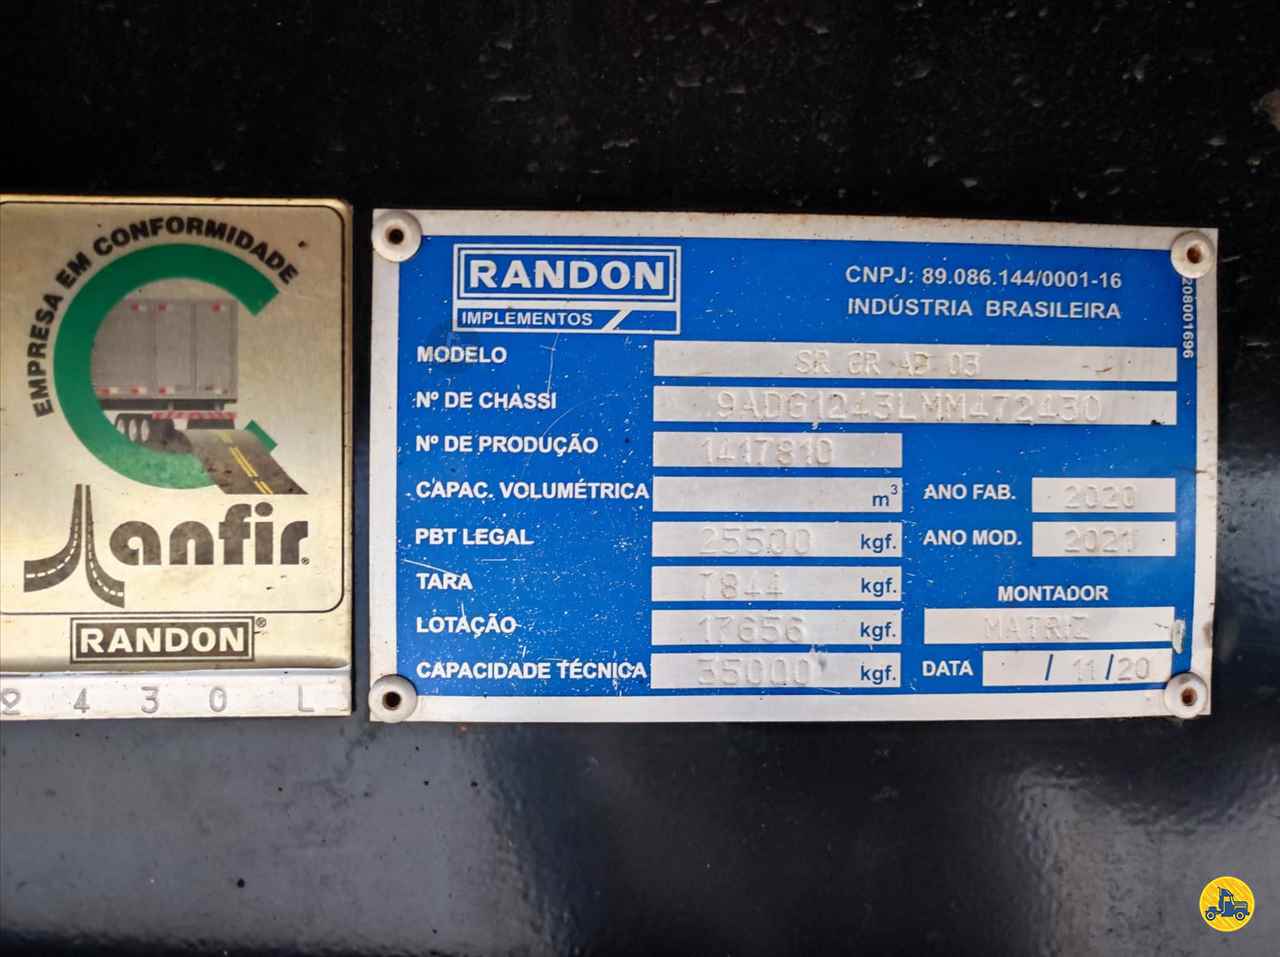 EMPRESA EM CONFORMIDADE
anfir
RANDON®
2430L
RANDON
IMPLEMENTOS
CNPJ: 89.086.144/0001-16
INDÚSTRIA BRASILEIRA
208001696
MODELO SR GR AD 03
Nº DE CHASSI 9ADG1243LMM472430
Nº DE PRODUÇÃO 1417810
CAPAC. VOLUMÉTRICA m³ ANO FAB. 2020
PBT LEGAL 25500 kgf. ANO MOD. 2021
TARA 7844 kgf. MONTADOR
LOTAÇÃO 17656 kgf. MATRIZ
CAPACIDADE TÉCNICA 35000 kgf. DATA / 11 / 20